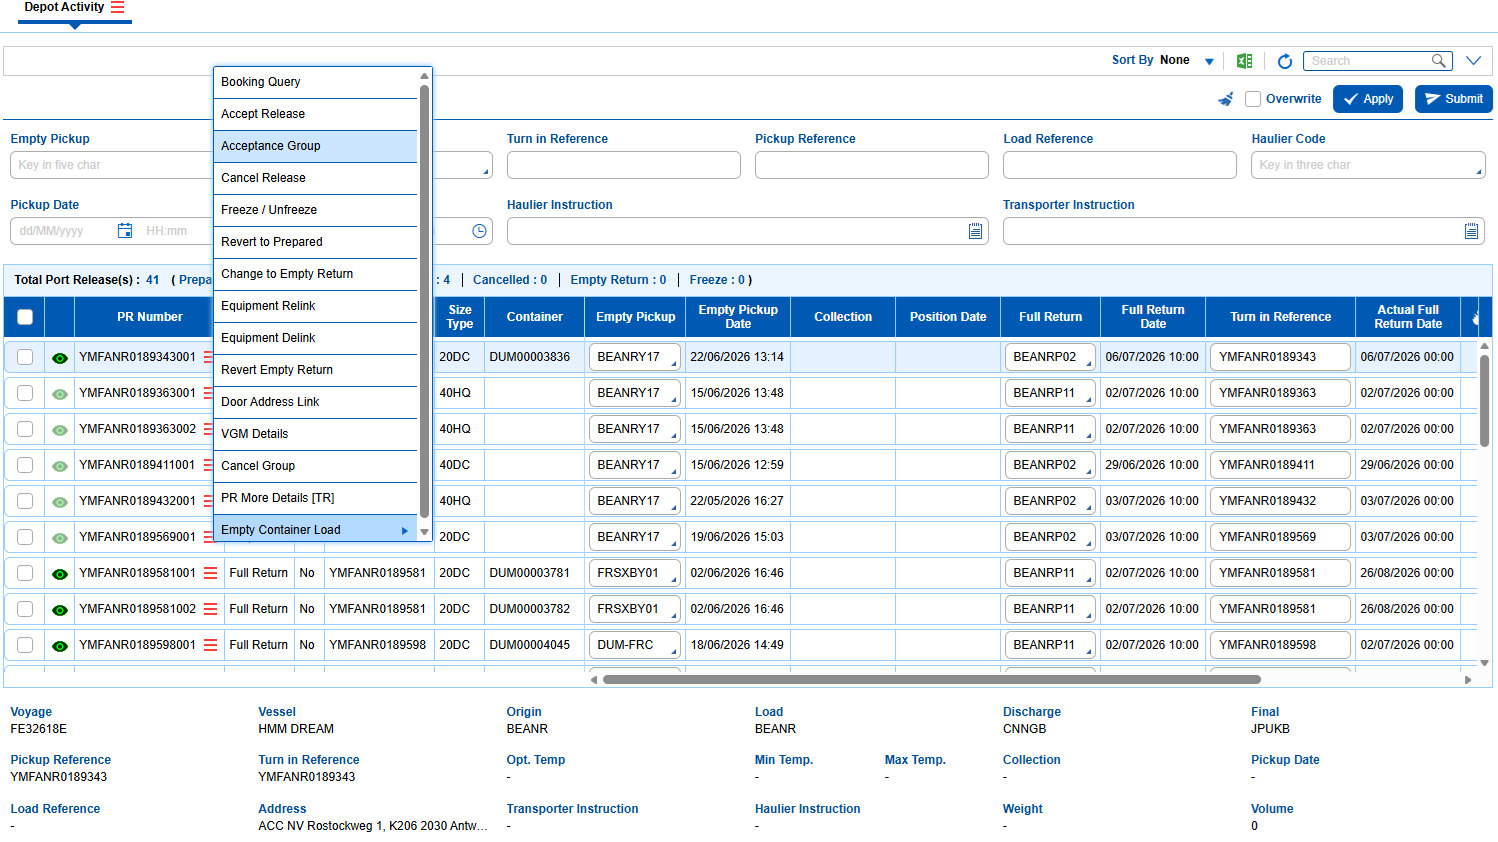 Depot Activity
Sort By None
Search
Overwrite
Apply
Submit
Booking Query
Accept Release
Acceptance Group
Cancel Release
Freeze / Unfreeze
Revert to Prepared
Change to Empty Return
Equipment Relink
Equipment Delink
Revert Empty Return
Door Address Link
VGM Details
Cancel Group
PR More Details [TR]
Empty Container Load
Empty Pickup
Turn in Reference
Pickup Reference
Load Reference
Haulier Code
Key in five char
Key in three char
Pickup Date
Haulier Instruction
Transporter Instruction
dd/MM/yyyy
HH:mm
Total Port Release(s) : 41 ( Prepa : 4 | Cancelled : 0 | Empty Return : 0 | Freeze : 0 )
PR Number Size Type Container Empty Pickup Empty Pickup Date Collection Position Date Full Return Full Return Date Turn in Reference Actual Full Return Date
YMFANR0189343001 20DC DUM00003836 BEANRY17 22/06/2026 13:14 BEANRP02 06/07/2026 10:00 YMFANR0189343 06/07/2026 00:00
YMFANR0189363001 40HQ BEANRY17 15/06/2026 13:48 BEANRP11 02/07/2026 10:00 YMFANR0189363 02/07/2026 00:00
YMFANR0189363002 40HQ BEANRY17 15/06/2026 13:48 BEANRP11 02/07/2026 10:00 YMFANR0189363 02/07/2026 00:00
YMFANR0189411001 40DC BEANRY17 15/06/2026 12:59 BEANRP02 29/06/2026 10:00 YMFANR0189411 29/06/2026 00:00
YMFANR0189432001 40HQ BEANRY17 22/05/2026 16:27 BEANRP02 03/07/2026 10:00 YMFANR0189432 03/07/2026 00:00
YMFANR0189569001 20DC BEANRY17 19/06/2026 15:03 BEANRP02 03/07/2026 10:00 YMFANR0189569 03/07/2026 00:00
YMFANR0189581001 Full Return No YMFANR0189581 20DC DUM00003781 FRSXBY01 02/06/2026 16:46 BEANRP11 02/07/2026 10:00 YMFANR0189581 26/08/2026 00:00
YMFANR0189581002 Full Return No YMFANR0189581 20DC DUM00003782 FRSXBY01 02/06/2026 16:46 BEANRP11 02/07/2026 10:00 YMFANR0189581 26/08/2026 00:00
YMFANR0189598001 Full Return No YMFANR0189598 20DC DUM00004045 DUM-FRC 18/06/2026 14:49 BEANRP11 02/07/2026 10:00 YMFANR0189598 02/07/2026 00:00
Voyage Vessel Origin Load Discharge Final
FE32618E HMM DREAM BEANR BEANR CNNGB JPUKB
Pickup Reference Turn in Reference Opt. Temp Min Temp. Max Temp. Collection Pickup Date
YMFANR0189343 YMFANR0189343 - - - - -
Load Reference Address Transporter Instruction Haulier Instruction Weight Volume
- ACC NV Rostockweg 1, K206 2030 Antw... - - - 0